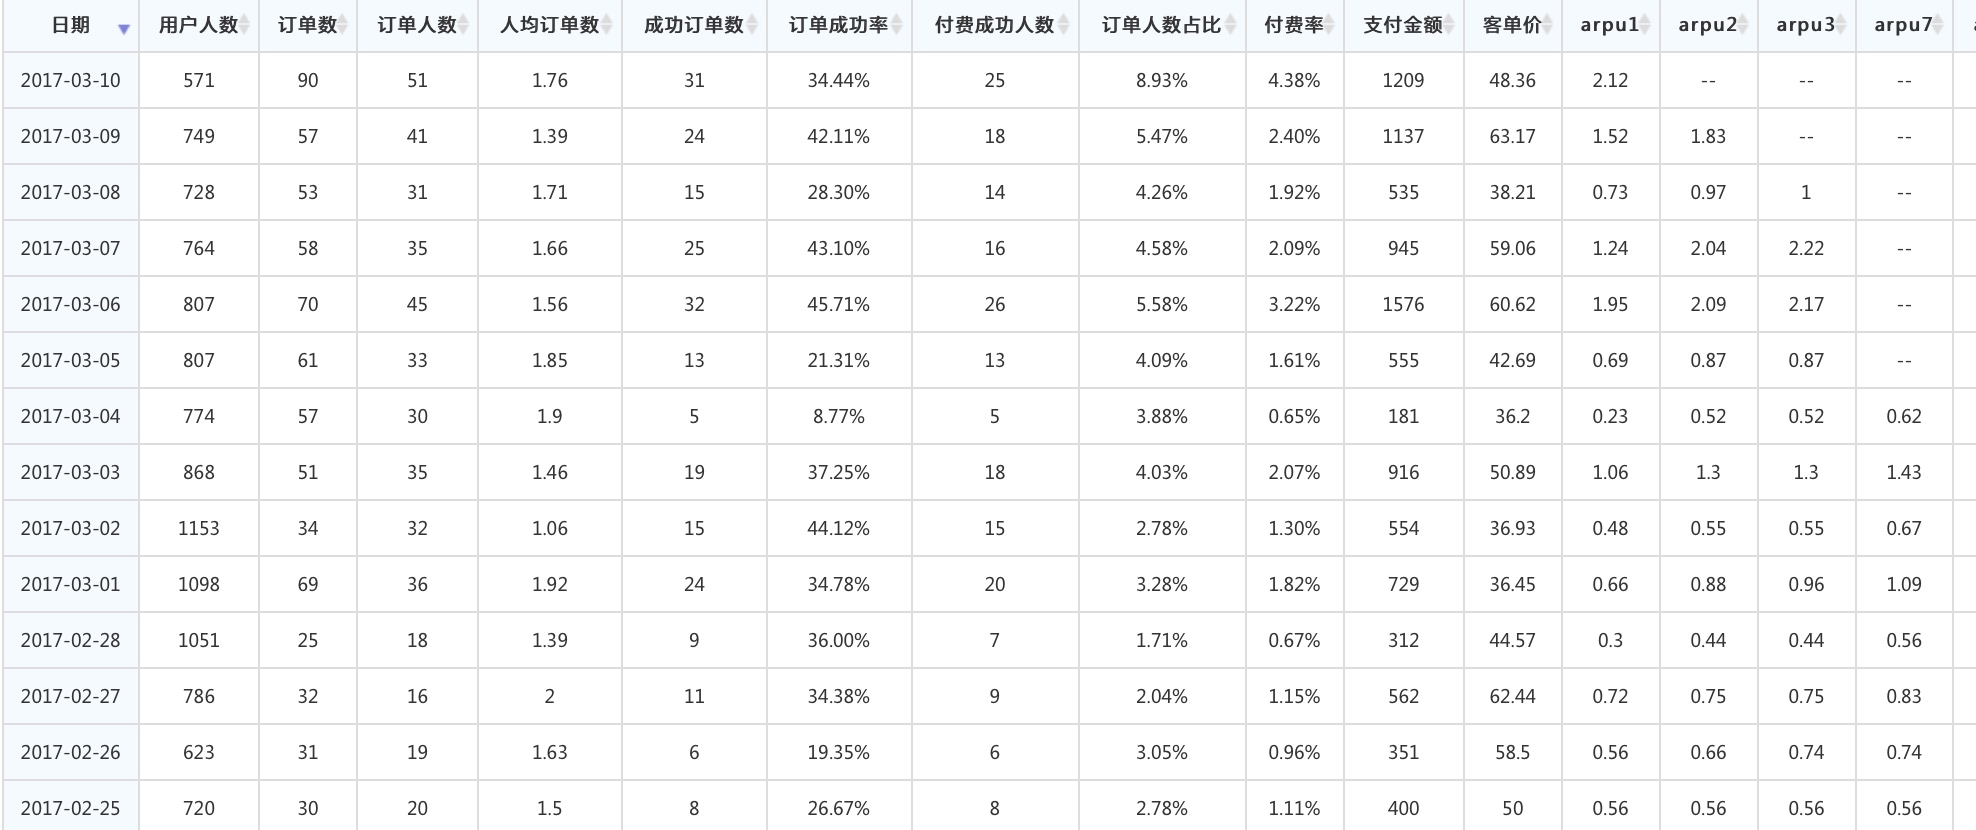 日期 用户人数 订单数 订单人数 人均订单数 成功订单数 订单成功率 付费成功人数 订单人数占比 付费率 支付金额 客单价 arpu1 arpu2 arpu3 arpu7
2017-03-10 571 90 51 1.76 31 34.44% 25 8.93% 4.38% 1209 48.36 2.12 -- -- --
2017-03-09 749 57 41 1.39 24 42.11% 18 5.47% 2.40% 1137 63.17 1.52 1.83 -- --
2017-03-08 728 53 31 1.71 15 28.30% 14 4.26% 1.92% 535 38.21 0.73 0.97 1 --
2017-03-07 764 58 35 1.66 25 43.10% 16 4.58% 2.09% 945 59.06 1.24 2.04 2.22 --
2017-03-06 807 70 45 1.56 32 45.71% 26 5.58% 3.22% 1576 60.62 1.95 2.09 2.17 --
2017-03-05 807 61 33 1.85 13 21.31% 13 4.09% 1.61% 555 42.69 0.69 0.87 0.87 --
2017-03-04 774 57 30 1.9 5 8.77% 5 3.88% 0.65% 181 36.2 0.23 0.52 0.52 0.62
2017-03-03 868 51 35 1.46 19 37.25% 18 4.03% 2.07% 916 50.89 1.06 1.3 1.3 1.43
2017-03-02 1153 34 32 1.06 15 44.12% 15 2.78% 1.30% 554 36.93 0.48 0.55 0.55 0.67
2017-03-01 1098 69 36 1.92 24 34.78% 20 3.28% 1.82% 729 36.45 0.66 0.88 0.96 1.09
2017-02-28 1051 25 18 1.39 9 36.00% 7 1.71% 0.67% 312 44.57 0.3 0.44 0.44 0.56
2017-02-27 786 32 16 2 11 34.38% 9 2.04% 1.15% 562 62.44 0.72 0.75 0.75 0.83
2017-02-26 623 31 19 1.63 6 19.35% 6 3.05% 0.96% 351 58.5 0.56 0.66 0.74 0.74
2017-02-25 720 30 20 1.5 8 26.67% 8 2.78% 1.11% 400 50 0.56 0.56 0.56 0.56